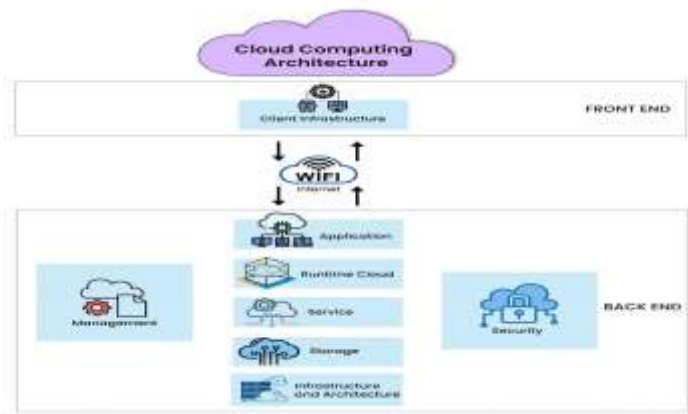 Cloud Computing
Architecture
Client Infrastructure
FRONT END
WiFi
Internet
Application
Runtime Cloud
Service
Storage
Infrastructure
and Architecture
Management
Security
BACK END